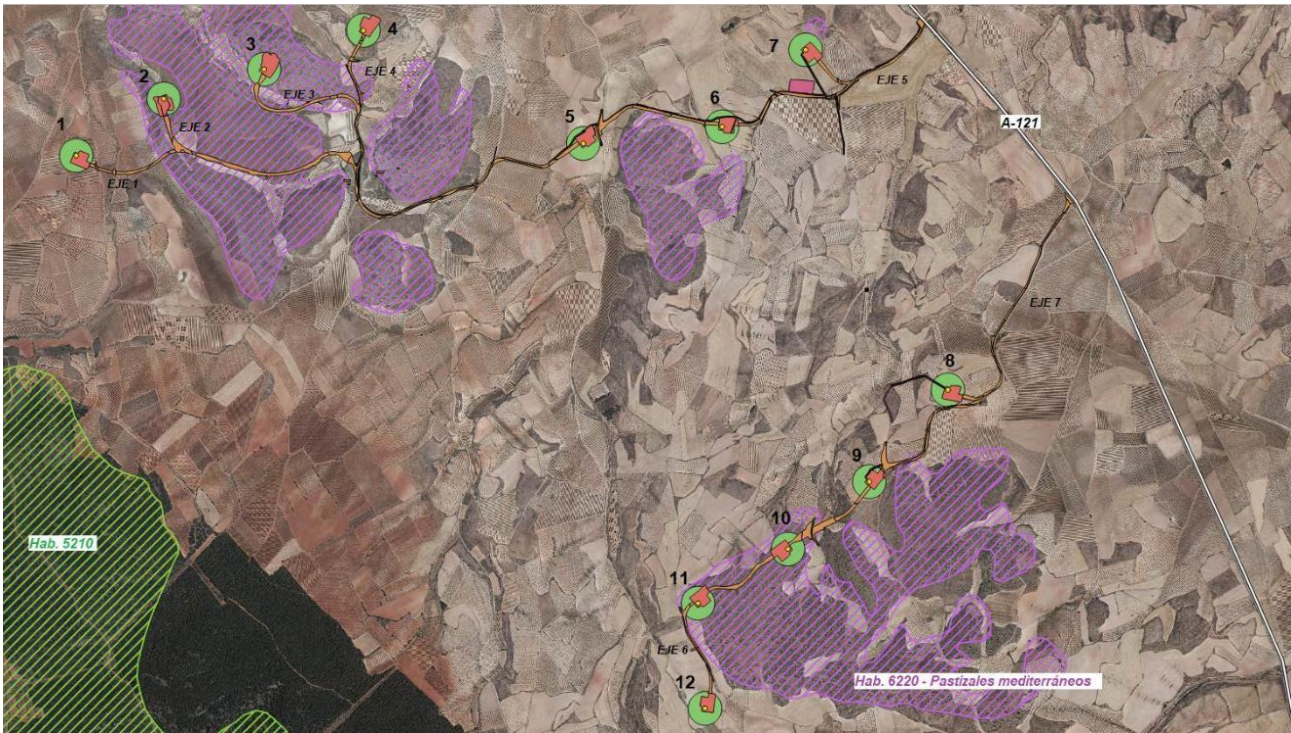 4
3
7
EJE 4
EJE 5
2
EJE 3
6
A-121
5
1
EJE 2
EJE 1
EJE 7
8
9
Hab. 5210
10
11
EJE 6
Hab. 6220 - Pastizales mediterráneos
12